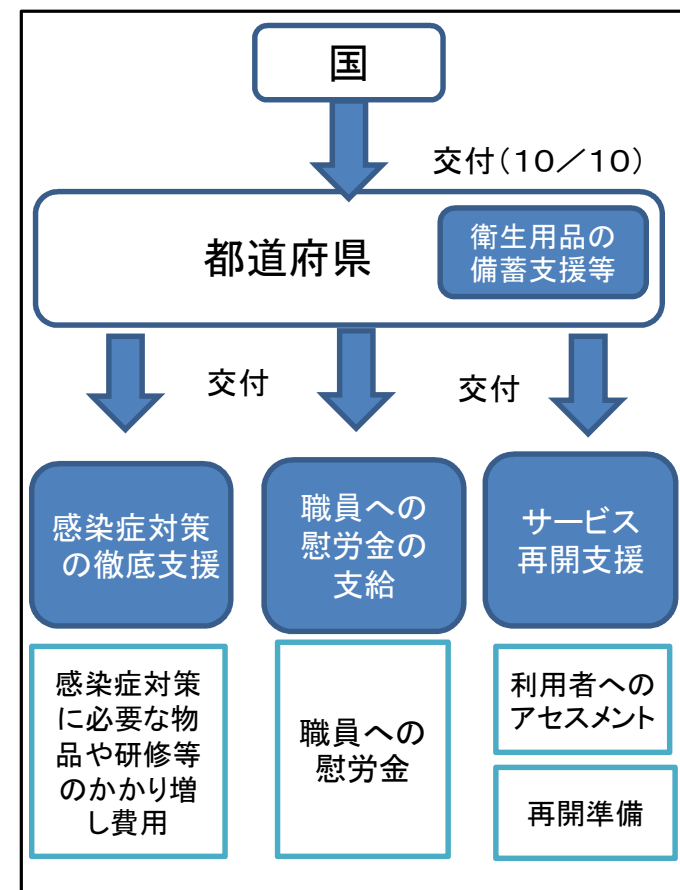 国
交付(10/10)
都道府県
衛生用品の
備蓄支援等
交付
交付
感染症対策
の徹底支援
職員への
慰労金の
支給
サービス
再開支援
感染症対策
に必要な物
品や研修等
のかかり増
し費用
職員への
慰労金
利用者への
アセスメント
再開準備